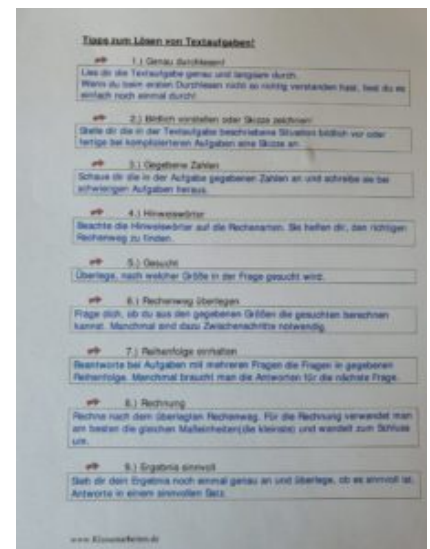 Tipps zum Lösen von Textaufgaben!
1.) Genau durchlesen!
Lies dir die Textaufgabe genau und langsam durch.
Wenn du beim ersten Durchlesen nicht so richtig verstanden hast, liest du es
einfach noch einmal durch!
2.) Bildlich vorstellen oder Skizze zeichnen!
Stelle dir die in der Textaufgabe beschriebene Situation bildlich vor oder
fertige bei komplizierteren Aufgaben eine Skizze an.
3.) Gegebene Zahlen
Schaue dir die in der Aufgabe gegebenen Zahlen an und schreibe sie bei
schwierigen Aufgaben heraus.
4.) Hinweiswörter
Beachte die Hinweiswörter auf die Rechenarten. Sie helfen dir, den richtigen
Rechenweg zu finden.
5.) Gesucht
Überlege, nach welcher Größe in der Frage gesucht wird.
6.) Rechenweg überlegen
Frage dich, ob du aus den gegebenen Größen die gesuchten berechnen
kannst. Manchmal sind dazu Zwischenschritte notwendig.
7.) Reihenfolge einhalten
Beantworte bei Aufgaben mit mehreren Fragen die Fragen in gegebenen
Reihenfolge. Manchmal braucht man die Antworten für die nächste Frage.
8.) Rechnung
Rechne nach dem überlegten Rechenweg. Für die Rechnung verwendet man
am besten die gleichen Maßeinheiten(die kleinste) und wandelt zum Schluss
um.
9.) Ergebnis sinnvoll
Sieh dir dein Ergebnis noch einmal genau an und überlege, ob es sinnvoll ist.
Antworte in einem sinnvollen Satz.
www.Klassenarbeiten.de